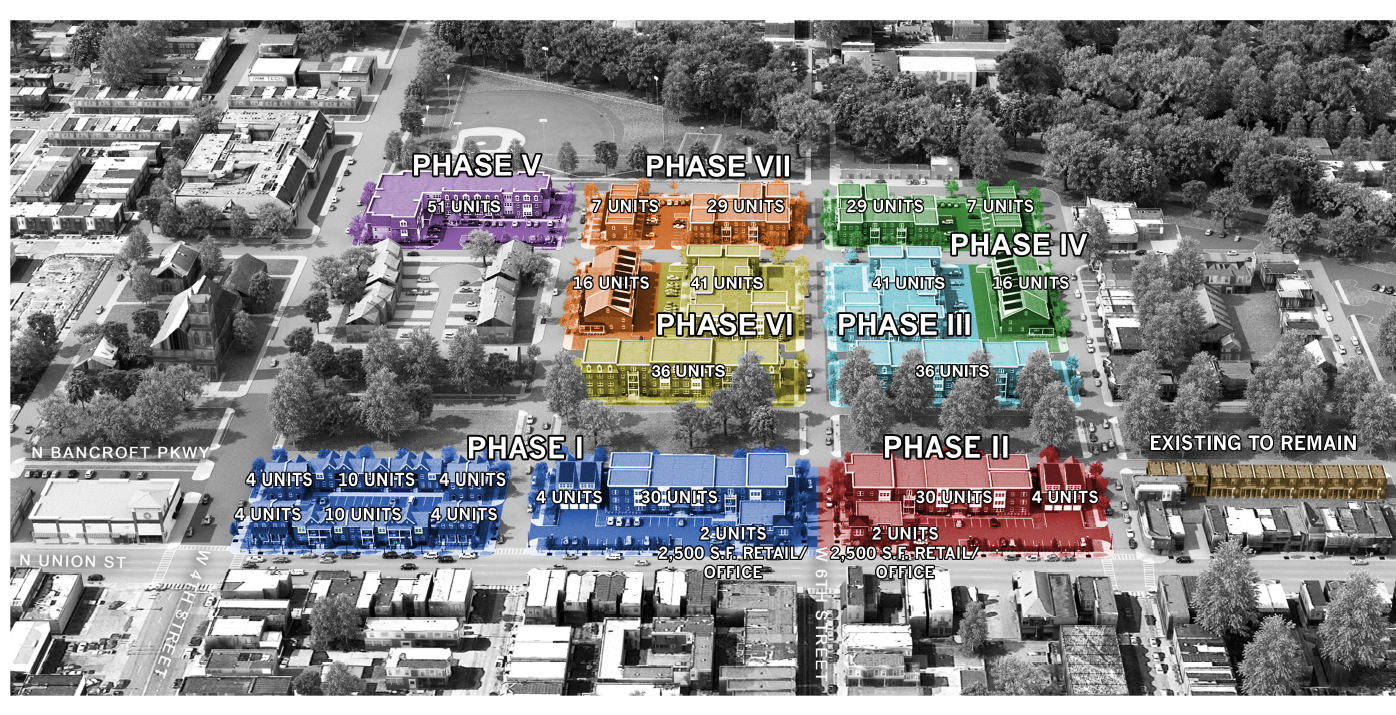 PHASE V
PHASE VII
51 UNITS
7 UNITS
29 UNITS
29 UNITS
7 UNITS
PHASE IV
16 UNITS
41 UNITS
41 UNITS
16 UNITS
PHASE VI
PHASE III
36 UNITS
36 UNITS
PHASE I
PHASE II
EXISTING TO REMAIN
N BANCROFT PKWY
4 UNITS
10 UNITS
4 UNITS
4 UNITS
30 UNITS
30 UNITS
4 UNITS
4 UNITS
10 UNITS
4 UNITS
2 UNITS
2,500 S.F. RETAIL/
OFFICE
2 UNITS
2,500 S.F. RETAIL/
OFFICE
N UNION ST
W 4TH STREET
W 6TH STREET